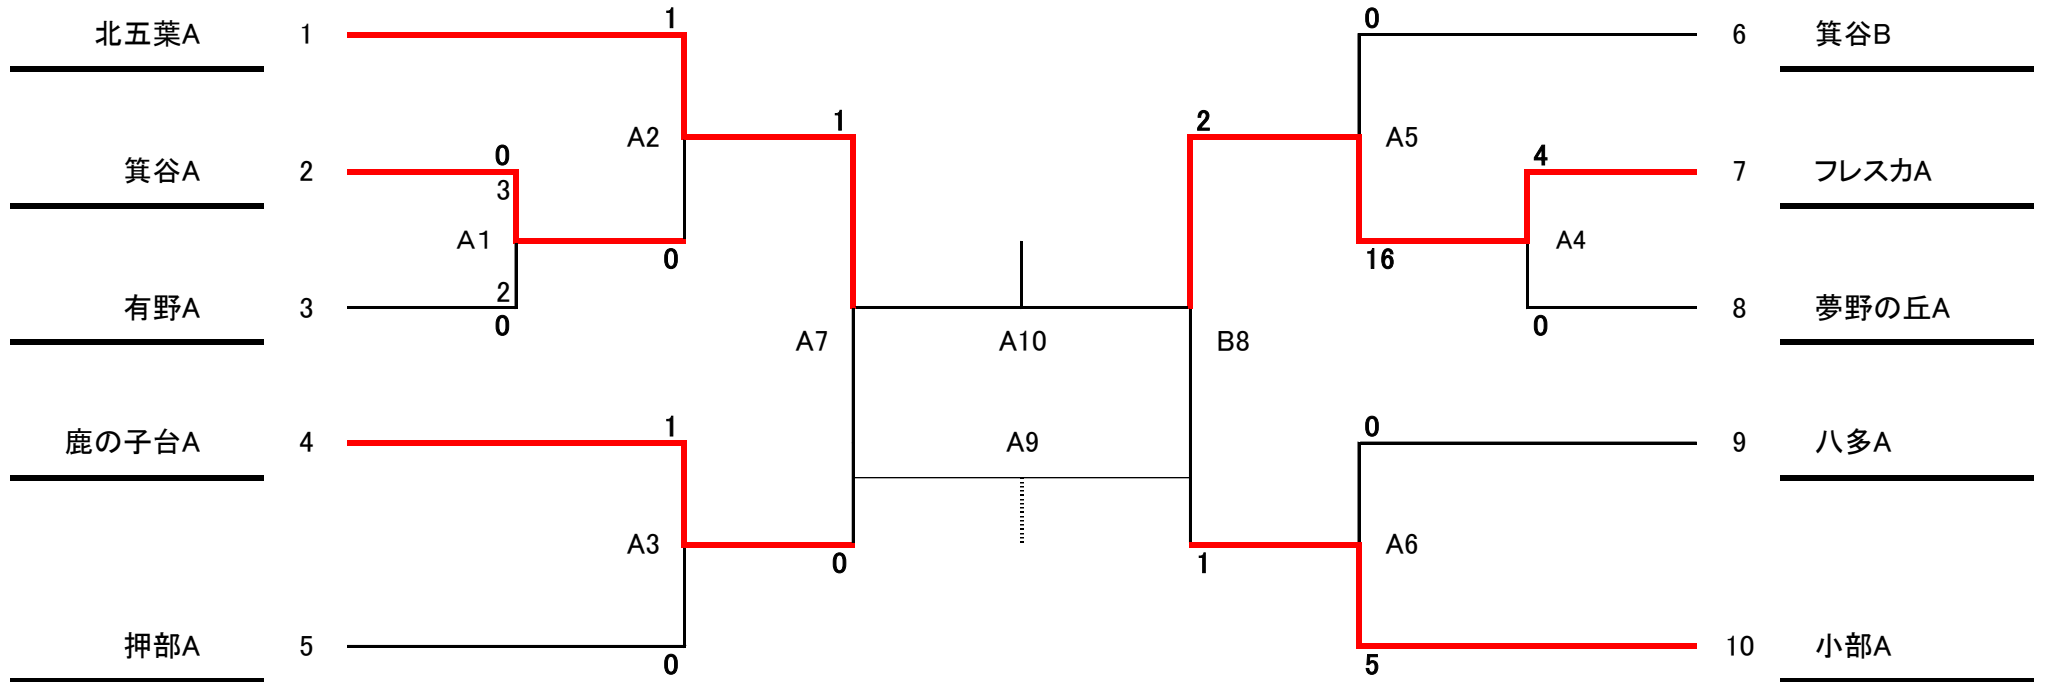 1 0
北五葉A 1 6 箕谷B
1 2
A2 A5
0 4
箕谷A 2 7 フレスカA
3
A1 A4
0 16
2
有野A 3 8 夢野の丘A
0 0
A7 A10 B8
1 0
鹿の子台A 4 A9 9 八多A
A3 A6
0 1
押部A 5 10 小部A
0 5